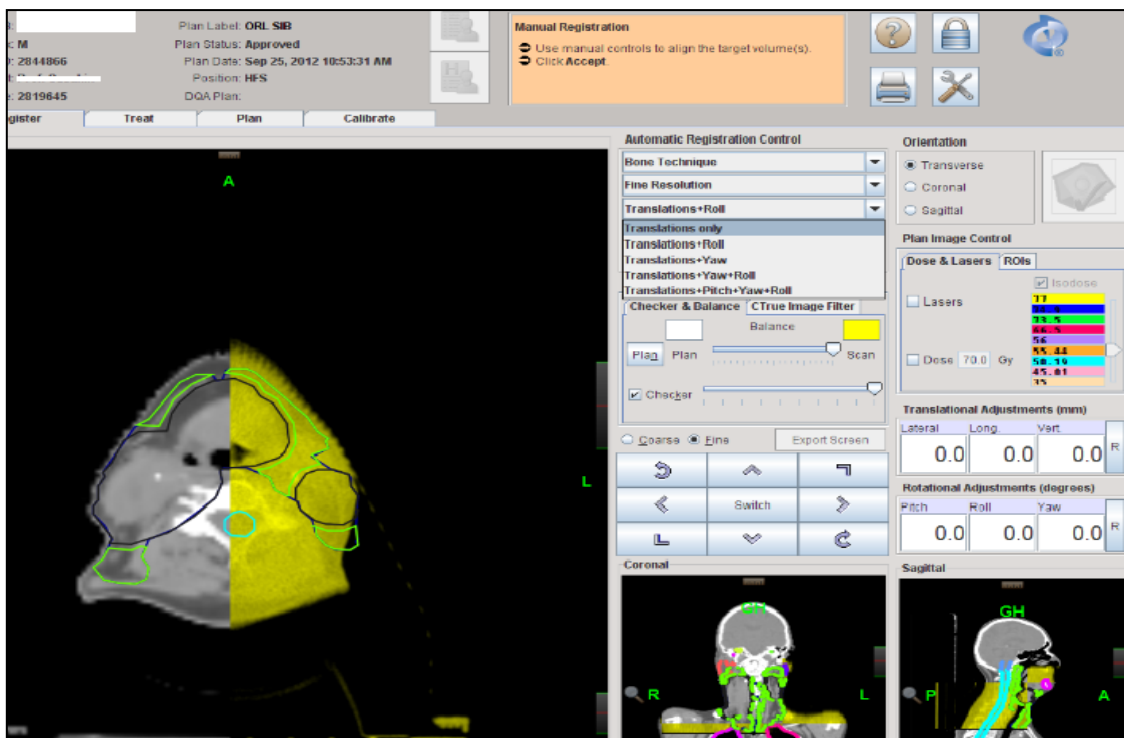 Plan Label: ORL SIB
: M
Plan Status: Approved
: 2844866
Plan Date: Sep 25, 2012 10:53:31 AM
Position: HFS
: 2819645
DQA Plan:
Manual Registration
Use manual controls to align the target volume(s).
Click Accept.
gister
Treat
Plan
Calibrate
Automatic Registration Control
Bone Technique
Fine Resolution
Translations+Roll
Translations only
Translations+Roll
Translations+Yaw
Translations+Yaw+Roll
Translations+Pitch+Yaw+Roll
Checker & Balance
CTrue Image Filter
Balance
Plan
Plan
Scan
Checker
Coarse
Fine
Export Screen
Switch
Orientation
Transverse
Coronal
Sagittal
Plan Image Control
Dose & Lasers
ROIs
Isodose
Lasers
77
73.5
66.5
56
55.44
50.19
45.01
35
Dose 70.0 Gy
Translational Adjustments (mm)
Lateral Long. Vert.
0.0 0.0 0.0 R
Rotational Adjustments (degrees)
Pitch Roll Yaw
0.0 0.0 0.0 R
A
L
Coronal
GH
R
L
Sagittal
GH
P
A